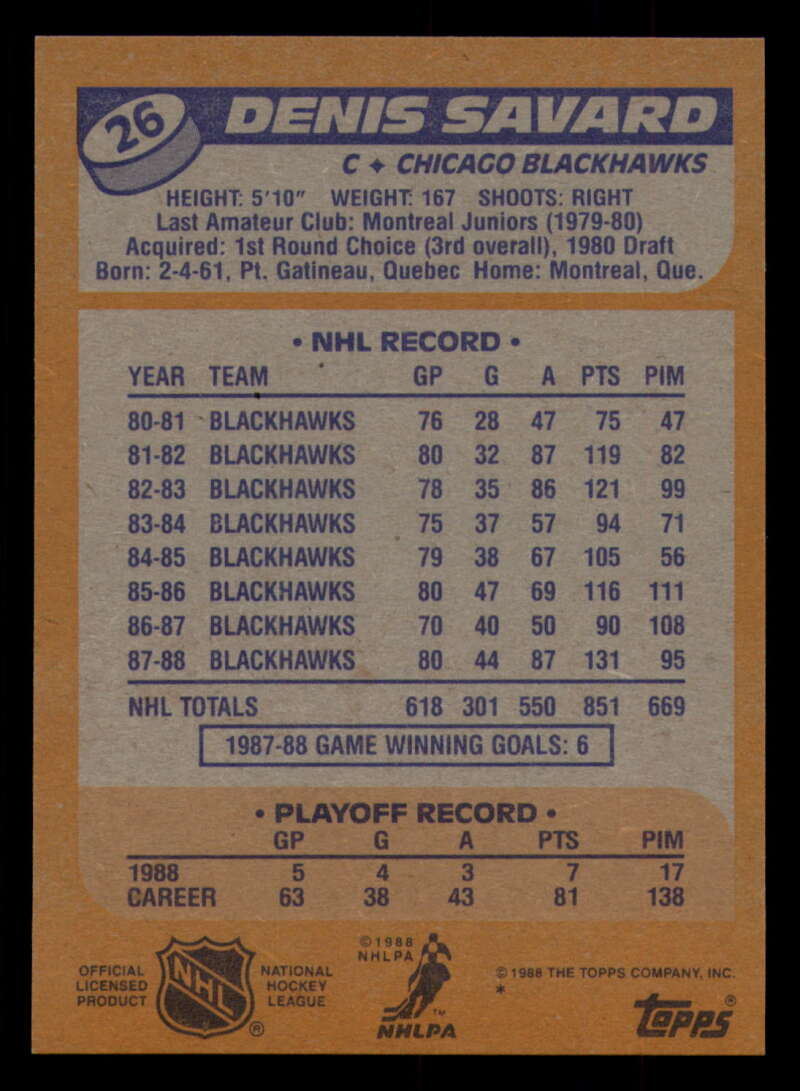 26
DENIS SAVARD
C ✦ CHICAGO BLACKHAWKS
HEIGHT: 5'10" WEIGHT: 167 SHOOTS: RIGHT
Last Amateur Club: Montreal Juniors (1979-80)
Acquired: 1st Round Choice (3rd overall), 1980 Draft
Born: 2-4-61, Pt. Gatineau, Quebec Home: Montreal, Que.
• NHL RECORD •
YEAR TEAM GP G A PTS PIM
80-81 BLACKHAWKS 76 28 47 75 47
81-82 BLACKHAWKS 80 32 87 119 82
82-83 BLACKHAWKS 78 35 86 121 99
83-84 BLACKHAWKS 75 37 57 94 71
84-85 BLACKHAWKS 79 38 67 105 56
85-86 BLACKHAWKS 80 47 69 116 111
86-87 BLACKHAWKS 70 40 50 90 108
87-88 BLACKHAWKS 80 44 87 131 95
NHL TOTALS 618 301 550 851 669
1987-88 GAME WINNING GOALS: 6
• PLAYOFF RECORD •
GP G A PTS PIM
1988 5 4 3 7 17
CAREER 63 38 43 81 138
OFFICIAL
LICENSED
PRODUCT
NHL
®
NATIONAL
HOCKEY
LEAGUE
©1988
NHLPA
™
NHLPA
© 1988 THE TOPPS COMPANY, INC.
*
Topps®